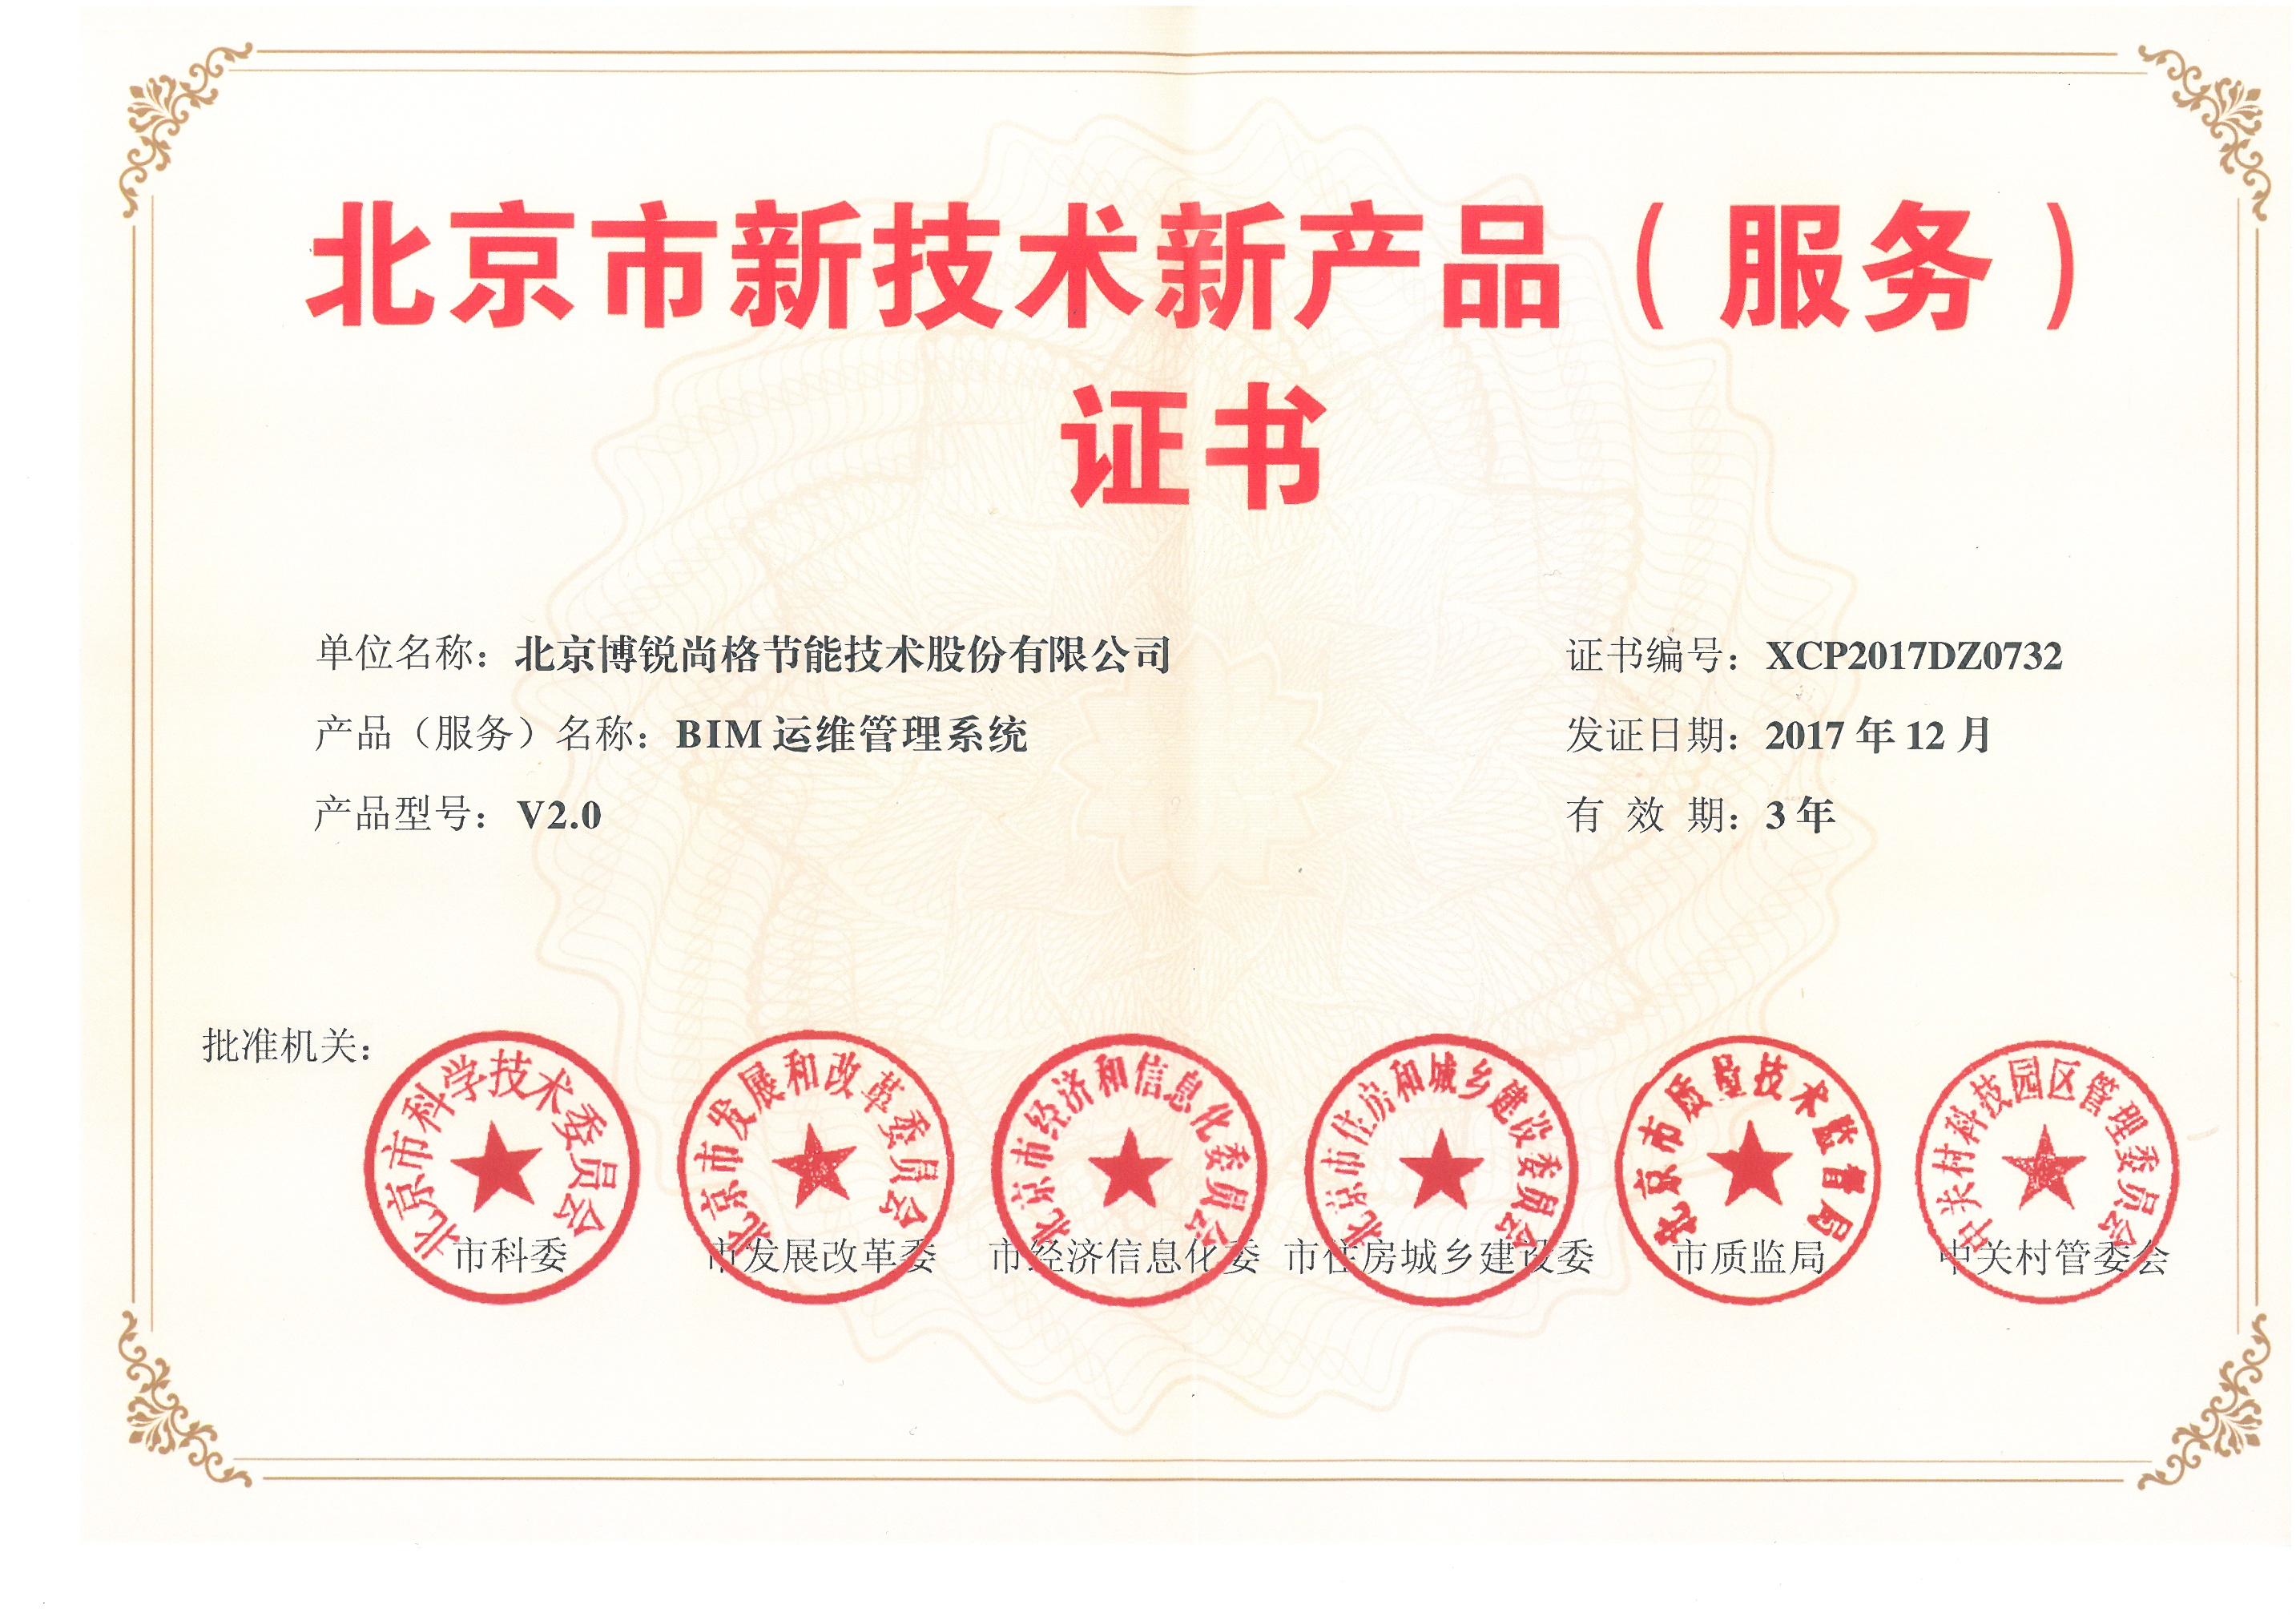 北京市新技术新产品（服务）
证书
单位名称：北京博锐尚格节能技术股份有限公司
证书编号：XCP2017DZ0732
产品（服务）名称：BIM 运维管理系统
发证日期：2017 年 12 月
产品型号：V2.0
有 效 期：3 年
批准机关：
北京市科学技术委员会
北京市发展和改革委员会
北京市经济和信息化委员会
北京市住房和城乡建设委员会
北京市质量技术监督局
中关村科技园区管理委员会
市科委
市发展改革委
市经济信息化委
市住房城乡建设委
市质监局
中关村管委会